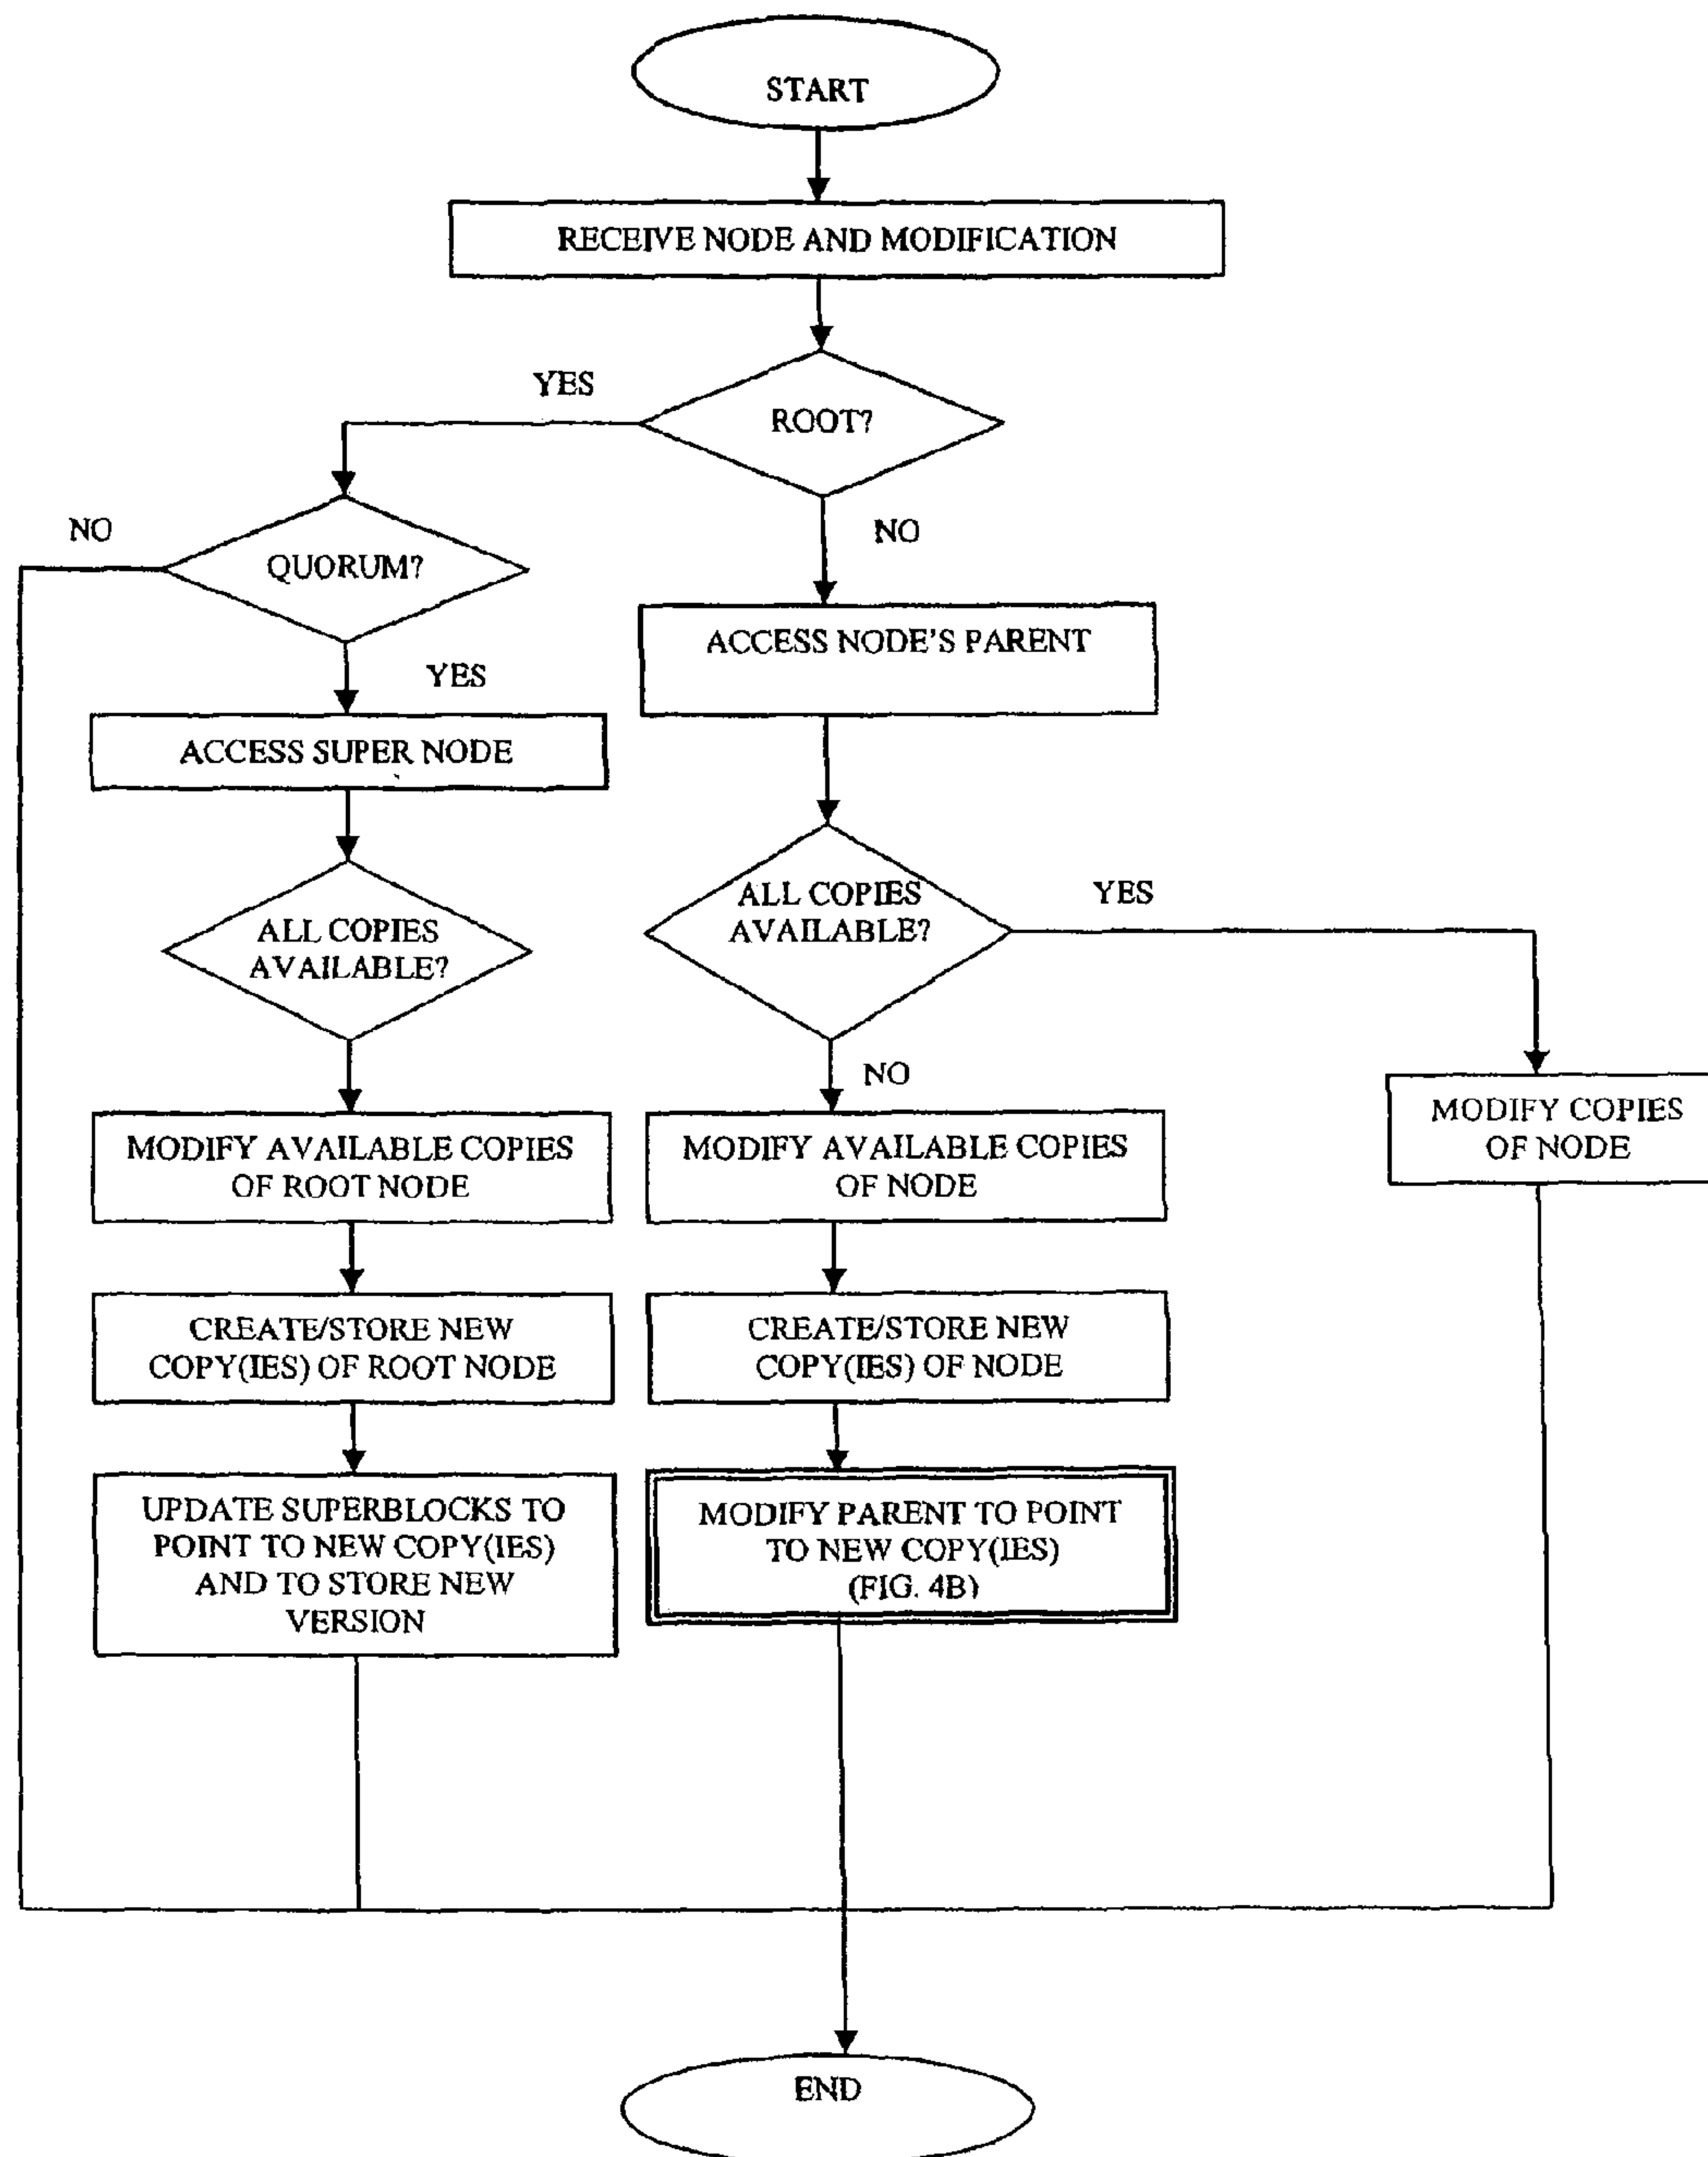 START
RECEIVE NODE AND MODIFICATION
YES
ROOT?
NO
QUORUM?
NO
YES
ACCESS NODE'S PARENT
ACCESS SUPER NODE
ALL COPIES
AVAILABLE?
YES
ALL COPIES
AVAILABLE?
NO
MODIFY COPIES
OF NODE
MODIFY AVAILABLE COPIES
OF ROOT NODE
MODIFY AVAILABLE COPIES
OF NODE
CREATE/STORE NEW
COPY(IES) OF ROOT NODE
CREATE/STORE NEW
COPY(IES) OF NODE
UPDATE SUPERBLOCKS TO
POINT TO NEW COPY(IES)
AND TO STORE NEW
VERSION
MODIFY PARENT TO POINT
TO NEW COPY(IES)
(FIG. 4B)
END